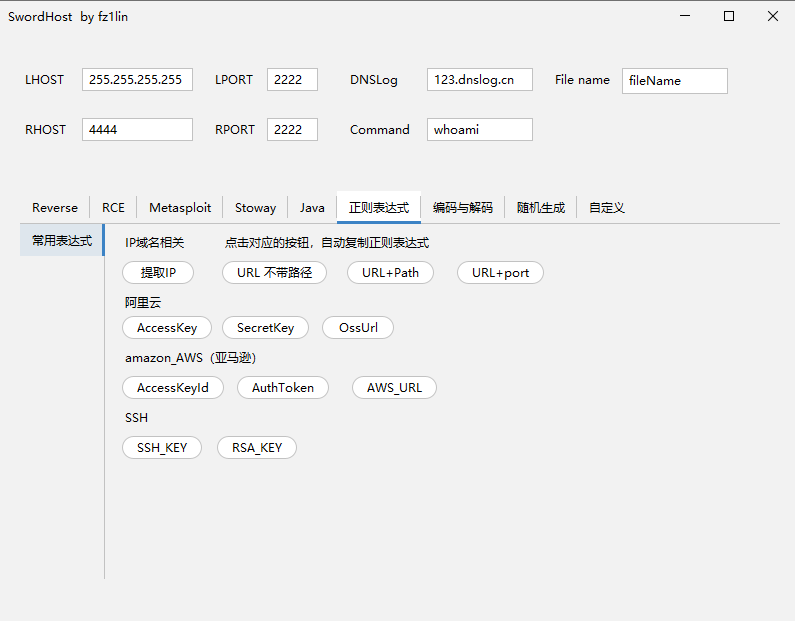 SwordHost by fz1lin
LHOST 255.255.255.255 LPORT 2222 DNSLog 123.dnslog.cn File name fileName
RHOST 4444 RPORT 2222 Command whoami
Reverse RCE Metasploit Stoway Java 正则表达式 编码与解码 随机生成 自定义
常用表达式 IP域名相关 点击对应的按钮，自动复制正则表达式
提取IP URL 不带路径 URL+Path URL+port
阿里云
AccessKey SecretKey OssUrl
amazon_AWS（亚马逊）
AccessKeyId AuthToken AWS_URL
SSH
SSH_KEY RSA_KEY